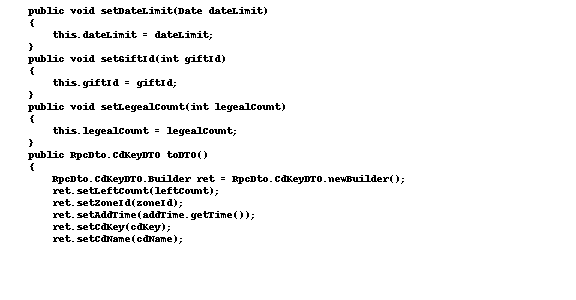 public void setDateLimit(Date dateLimit)
{
this.dateLimit = dateLimit;
}
public void setGiftId(int giftId)
{
this.giftId = giftId;
}
public void setLegealCount(int legealCount)
{
this.legealCount = legealCount;
}
public RpcDto.CdKeyDTO toDTO()
{
RpcDto.CdKeyDTO.Builder ret = RpcDto.CdKeyDTO.newBuilder();
ret.setLeftCount(leftCount);
ret.setZoneId(zoneId);
ret.setAddTime(addTime.getTime());
ret.setCdKey(cdKey);
ret.setCdName(cdName);